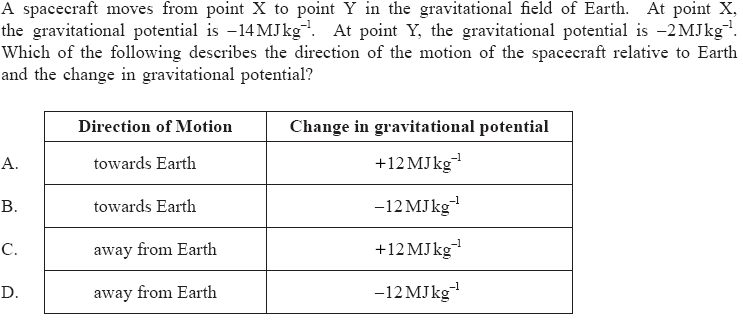 A spacecraft moves from point X to point Y in the gravitational field of Earth. At point X,
the gravitational potential is −14 MJ kg⁻¹. At point Y, the gravitational potential is −2 MJ kg⁻¹.
Which of the following describes the direction of the motion of the spacecraft relative to Earth
and the change in gravitational potential?
Direction of Motion Change in gravitational potential
A. towards Earth +12 MJ kg⁻¹
B. towards Earth −12 MJ kg⁻¹
C. away from Earth +12 MJ kg⁻¹
D. away from Earth −12 MJ kg⁻¹